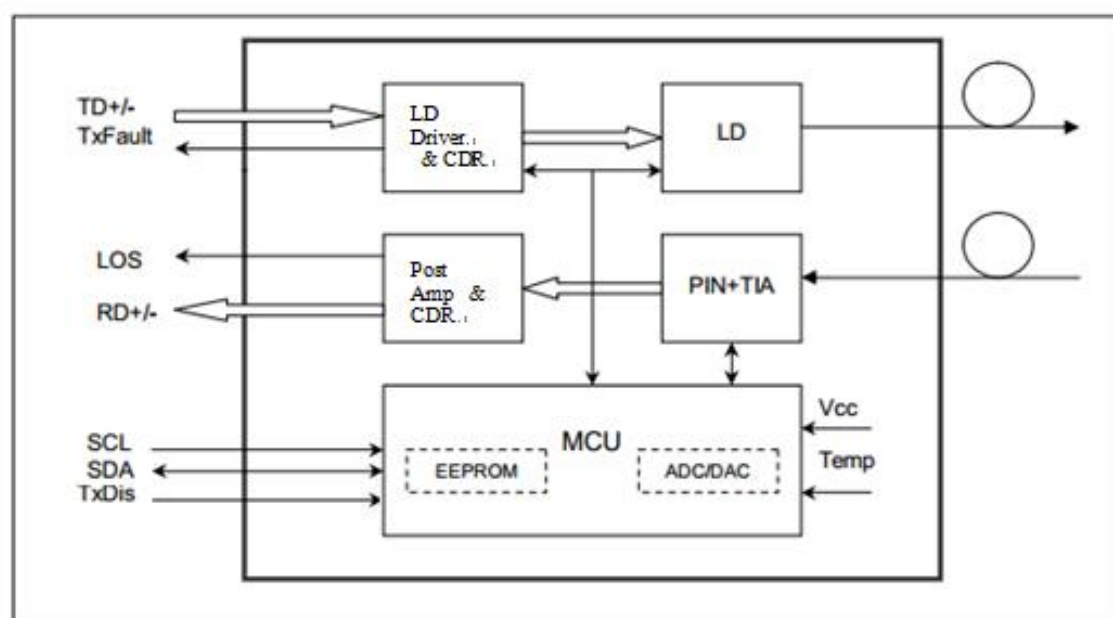 TD+/-
TxFault
LD
Driver.
& CDR.
LD
LOS
RD+/-
Post
Amp &
CDR.
PIN+TIA
SCL
SDA
TxDis
MCU
EEPROM
ADC/DAC
Vcc
Temp